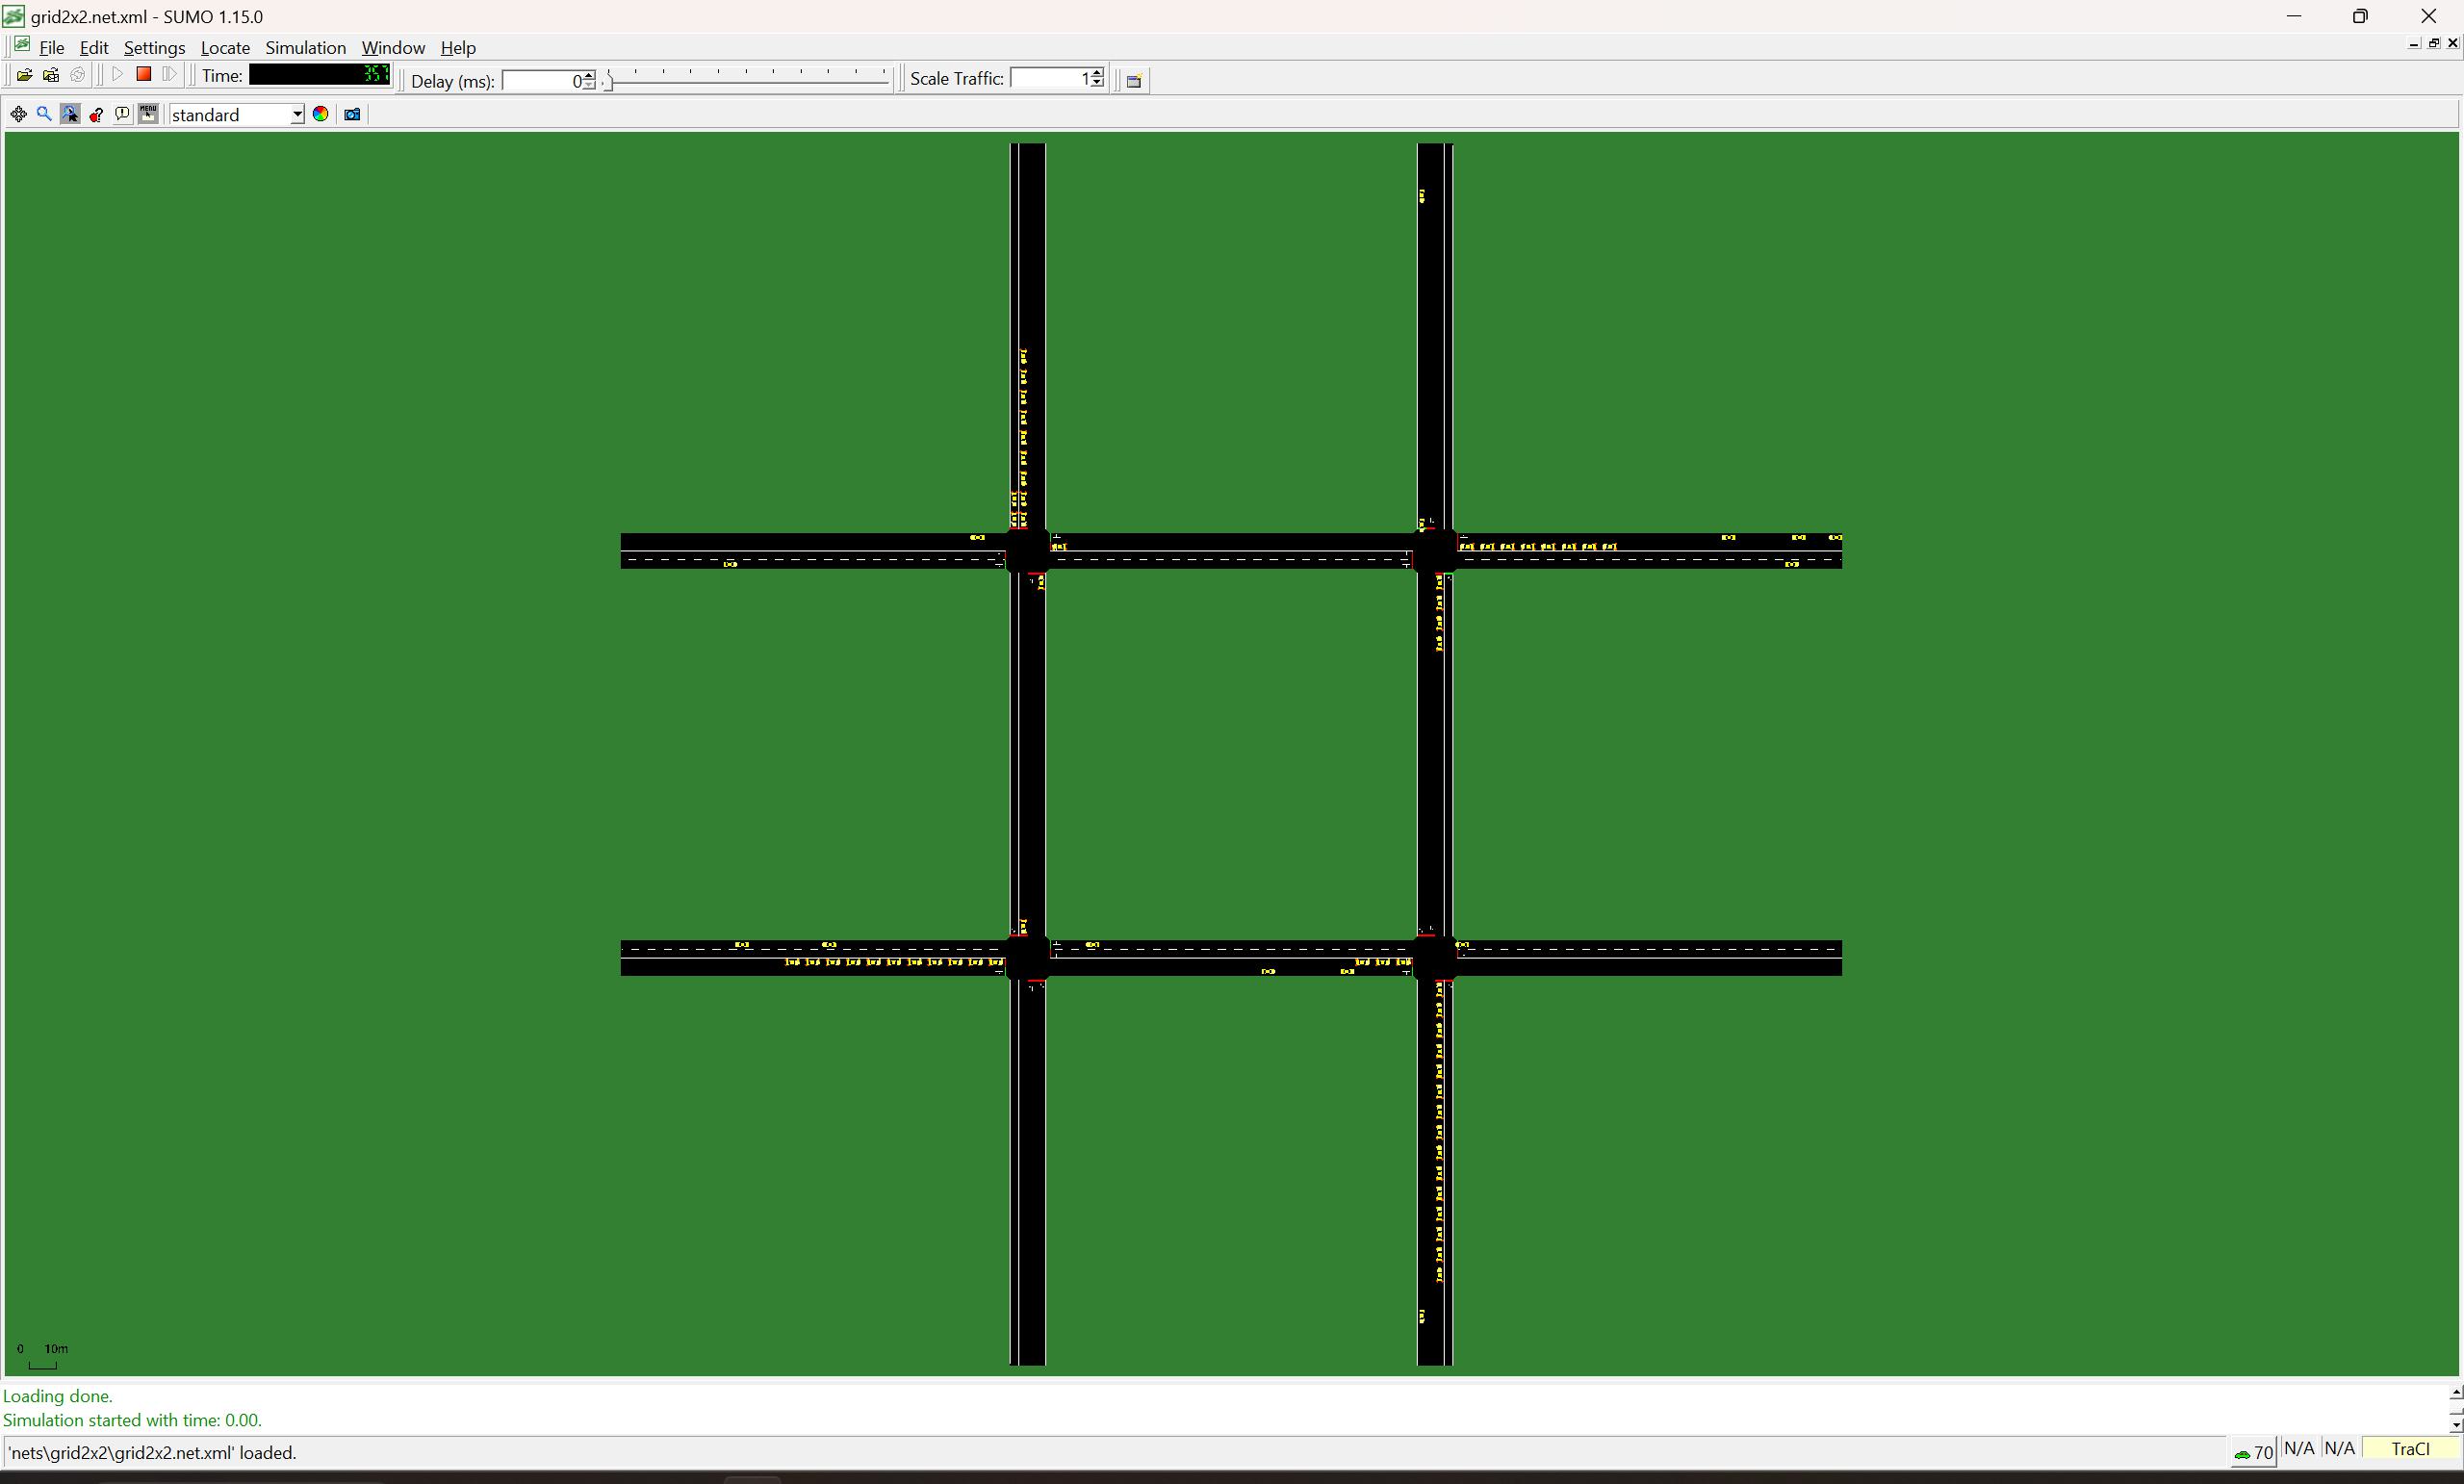 grid2x2.net.xml - SUMO 1.15.0
File Edit Settings Locate Simulation Window Help
Time: 357 Delay (ms): 0 Scale Traffic: 1
MENU standard
0 10m
Loading done.
Simulation started with time: 0.00.
'nets\grid2x2\grid2x2.net.xml' loaded. 70 N/A N/A TraCI